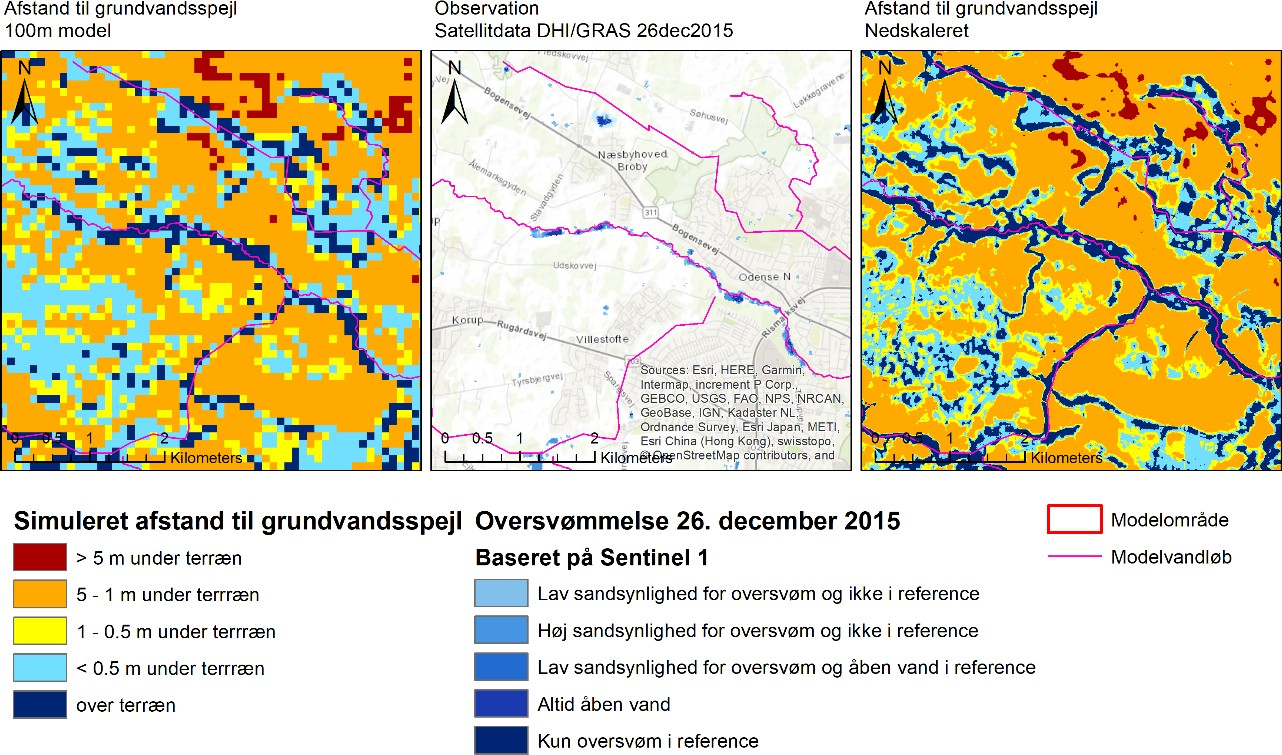 Afstand til grundvandsspejl
100m model
Observation
Satellitdata DHI/GRAS 26dec2015
Afstand til grundvandsspejl
Nedskaleret
N
0 0.5 1 2
Kilometers
N
Bogensevej
Søhusvej
Løkkegravene
Næsbyhoved
Broby
Ålemarksgyden
Stavadgyden
311
Bogensevej
Udskovvej
Odense N
Rismarksvej
Korup
Rugårdsvej
Villestofte
Tyrsbjergvej
Sources: Esri, HERE, Garmin,
Intermap, increment P Corp.,
GEBCO, USGS, FAO, NPS, NRCAN,
GeoBase, IGN, Kadaster NL,
Ordnance Survey, Esri Japan, METI,
Esri China (Hong Kong), swisstopo,
© OpenStreetMap contributors, and
0 0.5 1 2
Kilometers
N
0 0.5 1 2
Kilometers
Simuleret afstand til grundvandsspejl
> 5 m under terræn
5 - 1 m under terrræn
1 - 0.5 m under terrræn
< 0.5 m under terrræn
over terræn
Oversvømmelse 26. december 2015
Baseret på Sentinel 1
Lav sandsynlighed for oversvøm og ikke i reference
Høj sandsynlighed for oversvøm og ikke i reference
Lav sandsynlighed for oversvøm og åben vand i reference
Altid åben vand
Kun oversvøm i reference
Modelområde
Modelvandløb